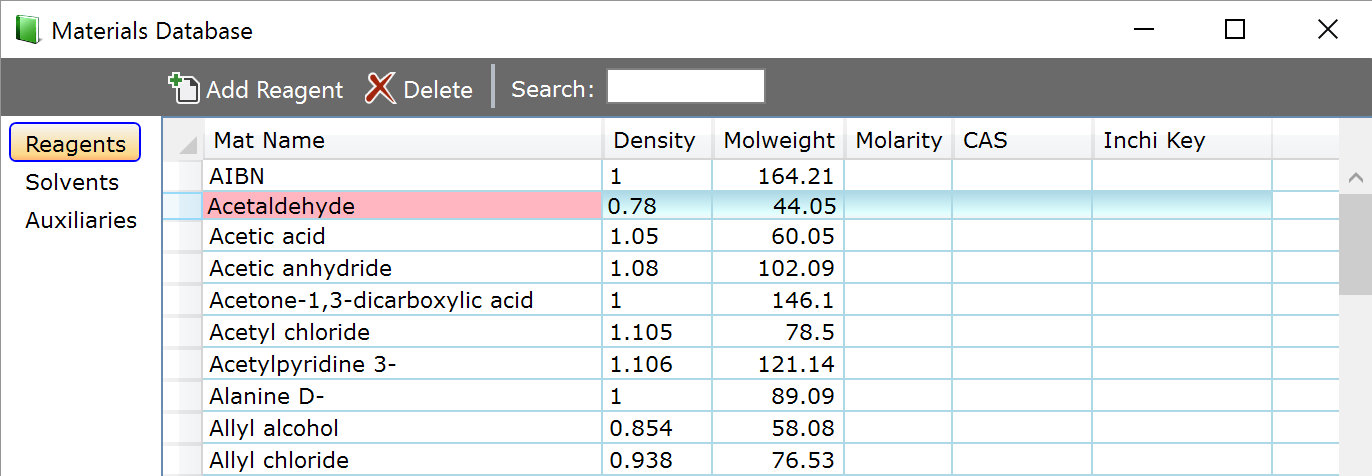 Materials Database
Add Reagent Delete Search:
Reagents
Solvents
Auxiliaries
Mat Name Density Molweight Molarity CAS Inchi Key
AIBN 1 164.21
Acetaldehyde 0.78 44.05
Acetic acid 1.05 60.05
Acetic anhydride 1.08 102.09
Acetone-1,3-dicarboxylic acid 1 146.1
Acetyl chloride 1.105 78.5
Acetylpyridine 3- 1.106 121.14
Alanine D- 1 89.09
Allyl alcohol 0.854 58.08
Allyl chloride 0.938 76.53